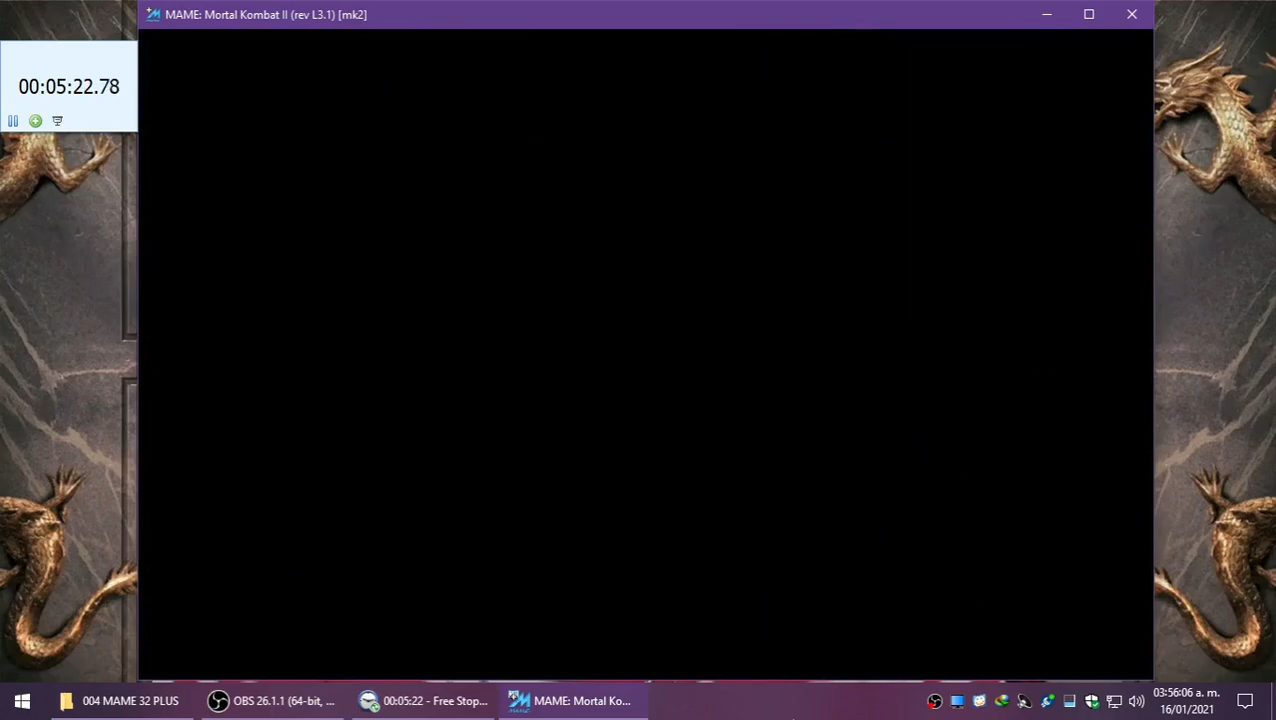 MAME: Mortal Kombat II (rev L3.1) [mk2]
00:05:22.78
004 MAME 32 PLUS
OBS 26.1.1 (64-bit, ...
00:05:22 - Free Stop...
MAME: Mortal Ko...
03:56:06 a. m.
16/01/2021